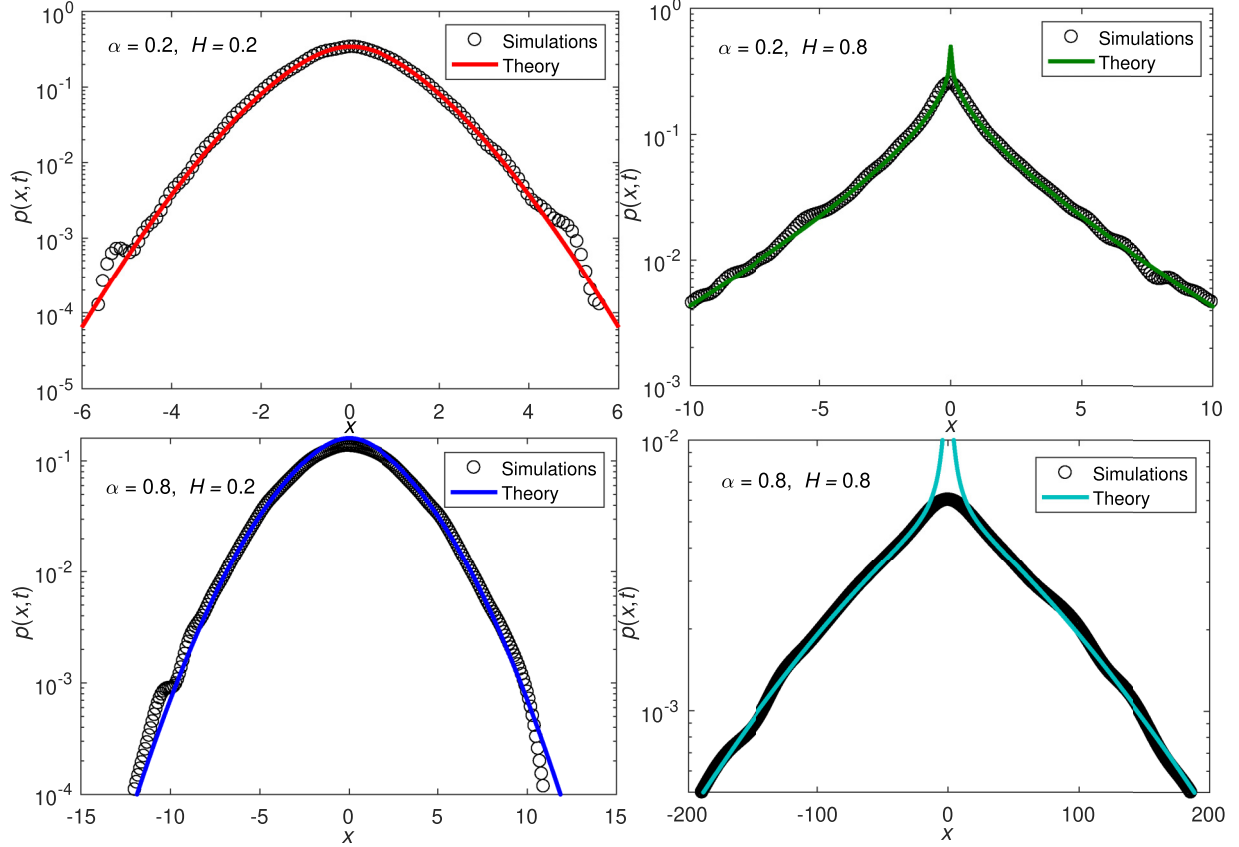 α = 0.2, H = 0.2
Simulations
Theory
10^0
10^-1
10^-2
10^-3
10^-4
10^-5
p(x,t)
-6
-4
-2
0
2
4
6
x
α = 0.2, H = 0.8
Simulations
Theory
10^0
10^-1
10^-2
10^-3
p(x,t)
-10
-5
0
5
10
x
α = 0.8, H = 0.2
Simulations
Theory
10^-1
10^-2
10^-3
10^-4
p(x,t)
-15
-10
-5
0
5
10
15
x
α = 0.8, H = 0.8
Simulations
Theory
10^-2
10^-3
p(x,t)
-200
-100
0
100
200
x